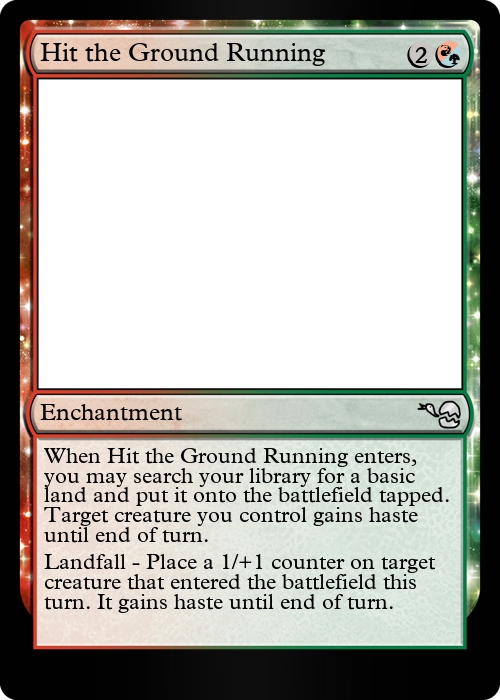 Hit the Ground Running
2
Enchantment
When Hit the Ground Running enters,
you may search your library for a basic
land and put it onto the battlefield tapped.
Target creature you control gains haste
until end of turn.
Landfall - Place a 1/+1 counter on target
creature that entered the battlefield this
turn. It gains haste until end of turn.